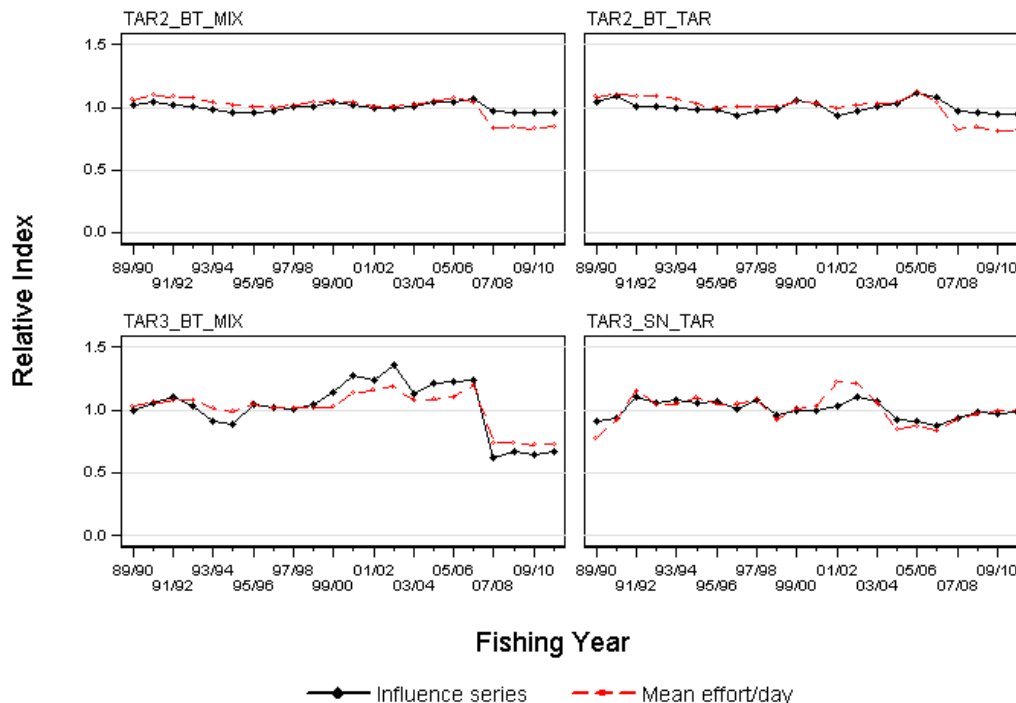 TAR2_BT_MIX
TAR2_BT_TAR
1.5
1.0
0.5
0.0
89/90 93/94 97/98 01/02 05/06 09/10
91/92 95/96 99/00 03/04 07/08
89/90 93/94 97/98 01/02 05/06 09/10
91/92 95/96 99/00 03/04 07/08
TAR3_BT_MIX
TAR3_SN_TAR
1.5
1.0
0.5
0.0
89/90 93/94 97/98 01/02 05/06 09/10
91/92 95/96 99/00 03/04 07/08
89/90 93/94 97/98 01/02 05/06 09/10
91/92 95/96 99/00 03/04 07/08
Relative Index
Fishing Year
Influence series
Mean effort/day